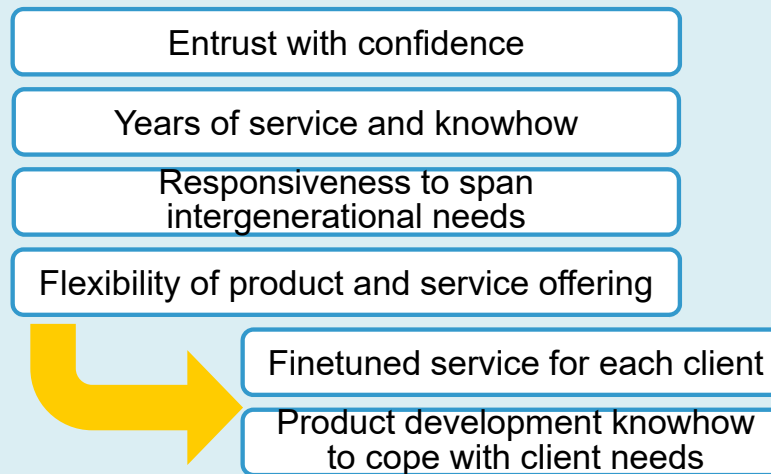 Entrust with confidence
Years of service and knowhow
Responsiveness to span
intergenerational needs
Flexibility of product and service offering
Finetuned service for each client
Product development knowhow
to cope with client needs